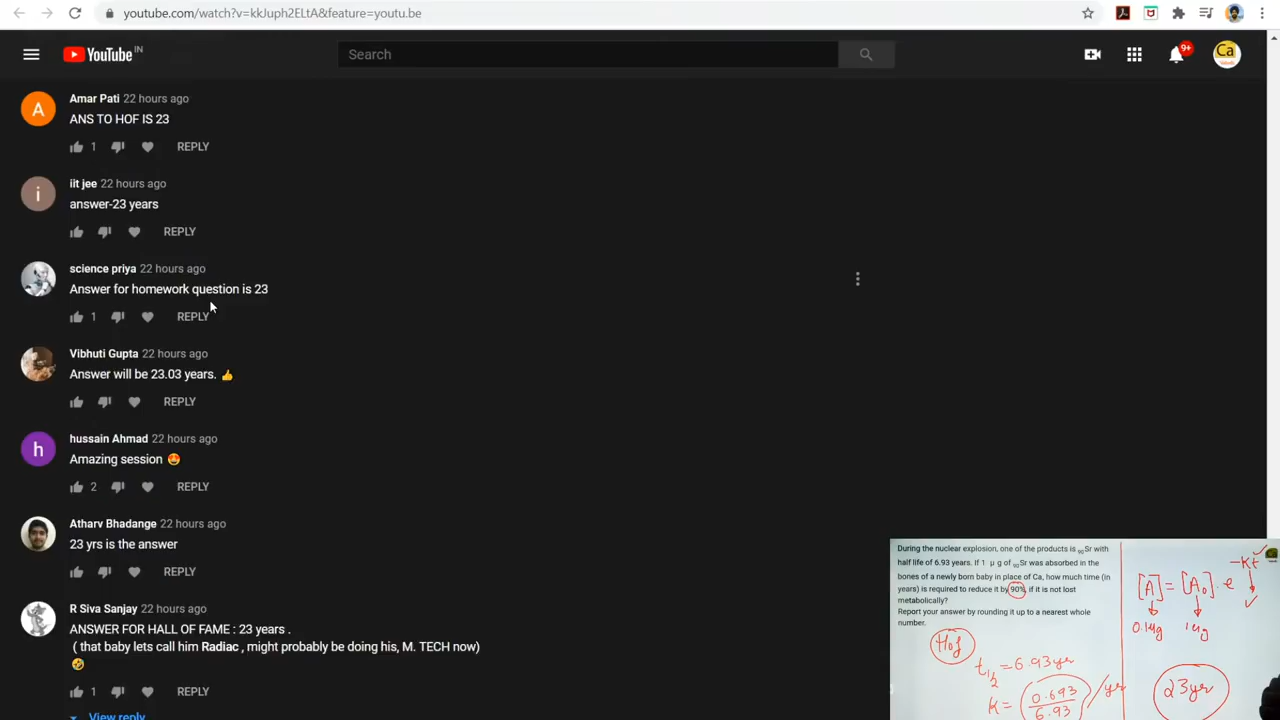 youtube.com/watch?v=kkJuph2ELtA&feature=youtu.be
YouTube IN
Search
9+
Ca
A
Amar Pati 22 hours ago
ANS TO HOF IS 23
1 REPLY
i
iit jee 22 hours ago
answer-23 years
REPLY
science priya 22 hours ago
Answer for homework question is 23
1 REPLY
Vibhuti Gupta 22 hours ago
Answer will be 23.03 years. 👍
REPLY
h
hussain Ahmad 22 hours ago
Amazing session 😍
2 REPLY
Atharv Bhadange 22 hours ago
23 yrs is the answer
REPLY
R Siva Sanjay 22 hours ago
ANSWER FOR HALL OF FAME : 23 years .
( that baby lets call him Radiac , might probably be doing his, M. TECH now)
🤣
1 REPLY
View reply
During the nuclear explosion, one of the products is 90Sr with
half life of 6.93 years. If 1 μ g of 90Sr was absorbed in the
bones of a newly born baby in place of Ca, how much time (in
years) is required to reduce it by 90%, if it is not lost
metabolically?
Report your answer by rounding it up to a nearest whole
number.
HoF
t1/2 = 6.93yr
K = 0.693/6.93 /yr
[A] = [A0] . e -Kt
0.1μg 1μg
23yr